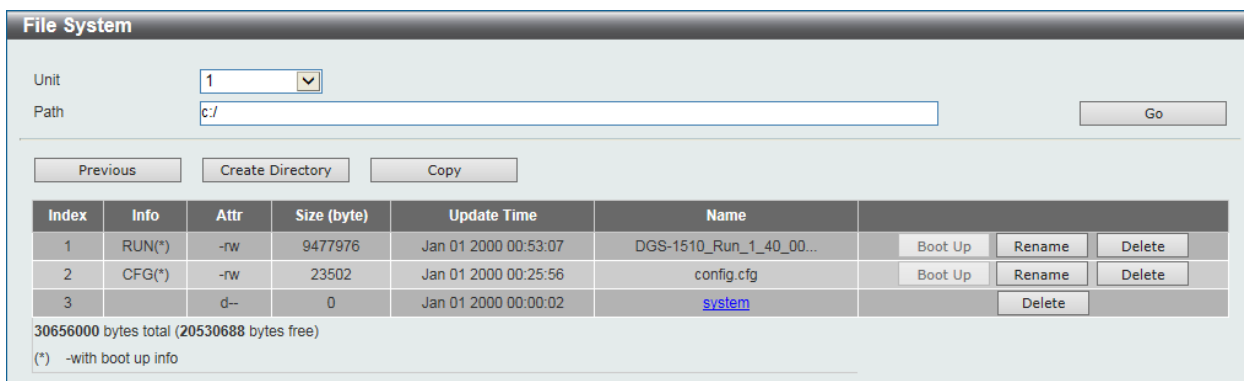 File System
Unit 1
Path c:/ Go
Previous Create Directory Copy
Index Info Attr Size (byte) Update Time Name
1 RUN(*) -rw 9477976 Jan 01 2000 00:53:07 DGS-1510_Run_1_40_00... Boot Up Rename Delete
2 CFG(*) -rw 23502 Jan 01 2000 00:25:56 config.cfg Boot Up Rename Delete
3 d-- 0 Jan 01 2000 00:00:02 system Delete
30656000 bytes total (20530688 bytes free)
(*) -with boot up info